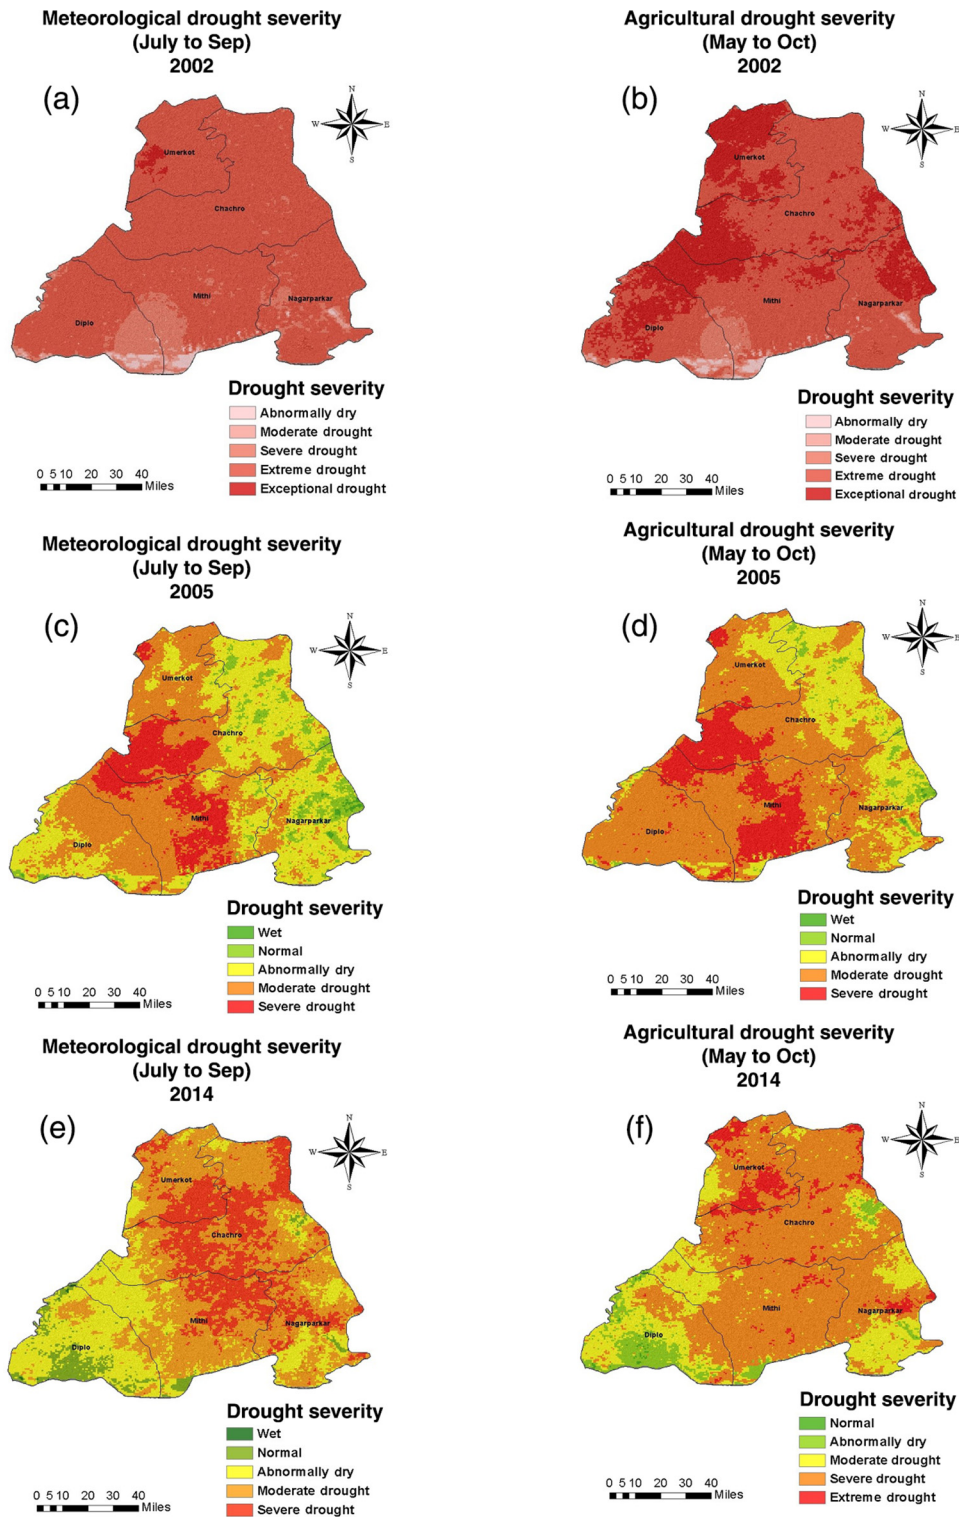 Meteorological drought severity
(July to Sep)
2002
(a)
N
W
E
S
Umerkot
Chachro
Mithi
Nagarparkar
Diplo
Drought severity
Abnormally dry
Moderate drought
Severe drought
Extreme drought
Exceptional drought
0 5 10 20 30 40
Miles
Agricultural drought severity
(May to Oct)
2002
(b)
N
W
E
S
Umerkot
Chachro
Mithi
Nagarparkar
Diplo
Drought severity
Abnormally dry
Moderate drought
Severe drought
Extreme drought
Exceptional drought
0 5 10 20 30 40
Miles
Meteorological drought severity
(July to Sep)
2005
(c)
N
W
E
S
Umerkot
Chachro
Mithi
Nagarparkar
Diplo
Drought severity
Wet
Normal
Abnormally dry
Moderate drought
Severe drought
0 5 10 20 30 40
Miles
Agricultural drought severity
(May to Oct)
2005
(d)
N
W
E
S
Umerkot
Chachro
Mithi
Nagarparkar
Diplo
Drought severity
Wet
Normal
Abnormally dry
Moderate drought
Severe drought
0 5 10 20 30 40
Miles
Meteorological drought severity
(July to Sep)
2014
(e)
N
W
E
S
Umerkot
Chachro
Mithi
Nagarparkar
Diplo
Drought severity
Wet
Normal
Abnormally dry
Moderate drought
Severe drought
0 5 10 20 30 40
Miles
Agricultural drought severity
(May to Oct)
2014
(f)
N
W
E
S
Umerkot
Chachro
Mithi
Nagarparkar
Diplo
Drought severity
Normal
Abnormally dry
Moderate drought
Severe drought
Extreme drought
0 5 10 20 30 40
Miles